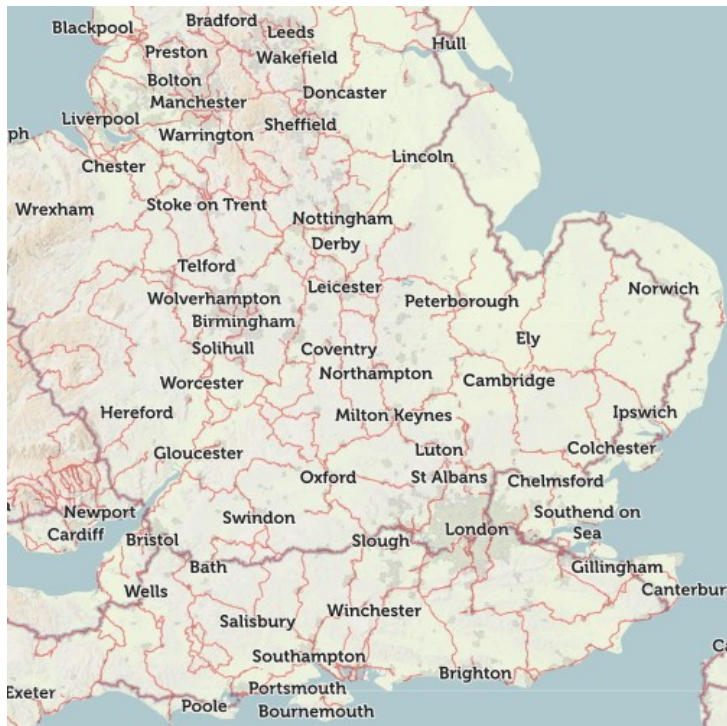 Bradford
Blackpool
Leeds
Hull
Preston
Wakefield
Bolton
Doncaster
Manchester
Liverpool
Sheffield
ph
Warrington
Lincoln
Chester
Wrexham
Stoke on Trent
Nottingham
Derby
Telford
Leicester
Norwich
Wolverhampton
Peterborough
Birmingham
Ely
Solihull
Coventry
Worcester
Northampton
Cambridge
Hereford
Milton Keynes
Ipswich
Gloucester
Luton
Colchester
Oxford
St Albans
Chelmsford
Newport
Swindon
London
Southend on
Sea
Cardiff
Bristol
Slough
Bath
Gillingham
Wells
Canterbur
Winchester
Salisbury
Southampton
Ca
Brighton
Exeter
Portsmouth
Poole
Bournemouth